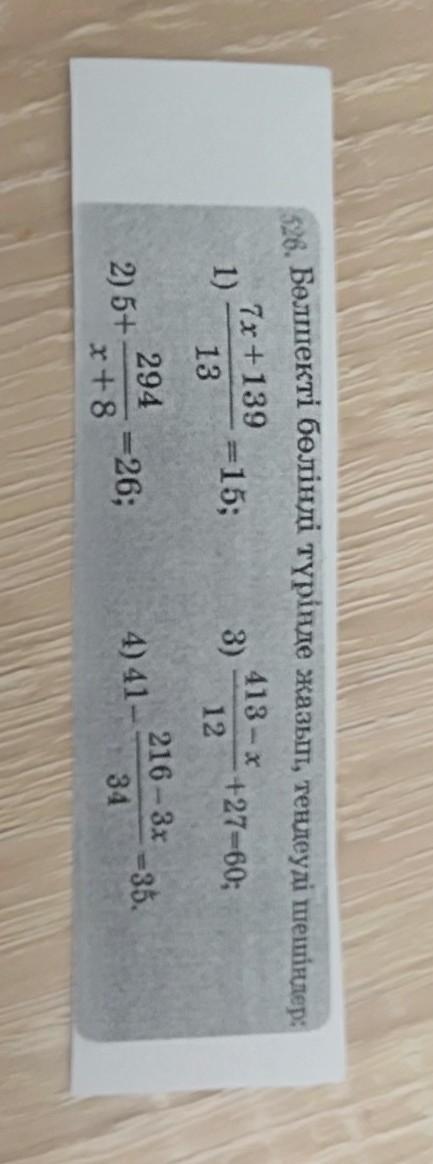 526. Бөлшекті бөлінді түрінде жазып, теңдеуді шешіңдер:
1) (7x + 139)/13 = 15; 3) (413 − x)/12 + 27 = 60;
2) 5 + 294/(x + 8) = 26; 4) 41 − (216 − 3x)/34 = 35.